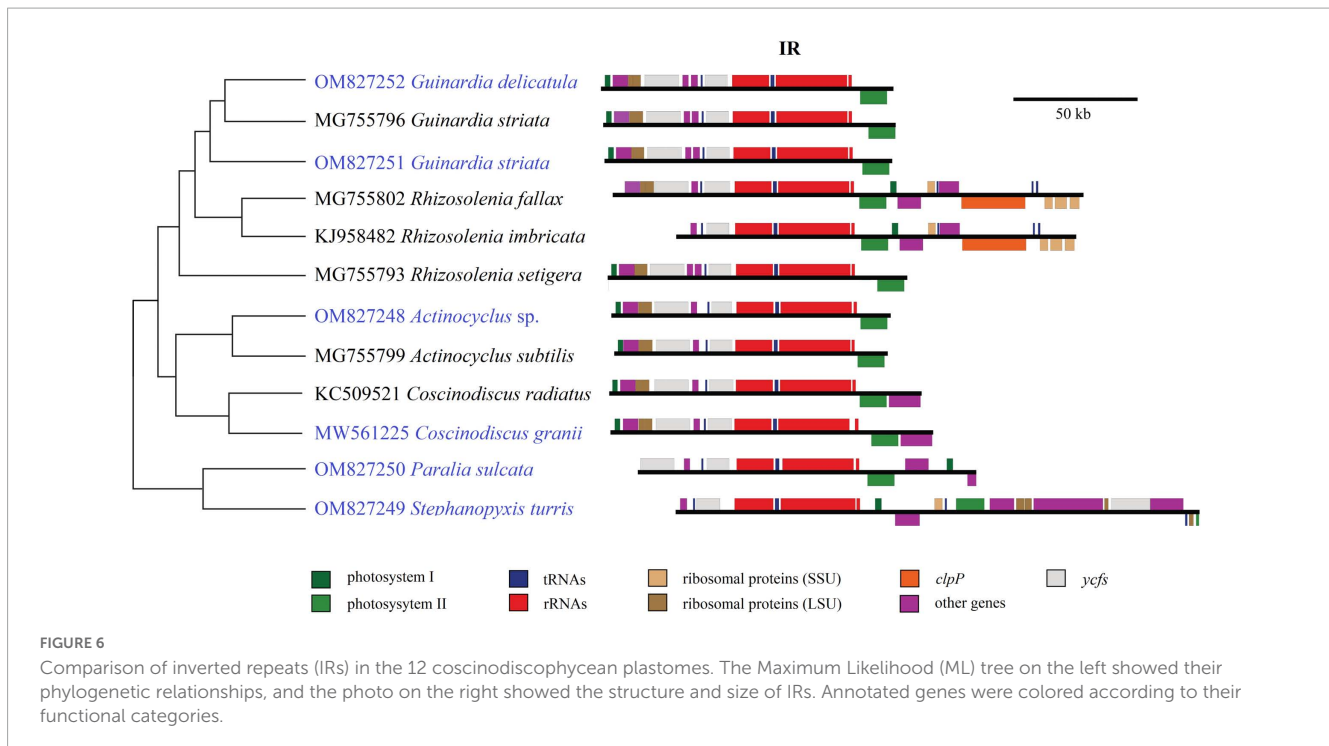 IR
OM827252 Guinardia delicatula
MG755796 Guinardia striata
50 kb
OM827251 Guinardia striata
MG755802 Rhizosolenia fallax
KJ958482 Rhizosolenia imbricata
MG755793 Rhizosolenia setigera
OM827248 Actinocyclus sp.
MG755799 Actinocyclus subtilis
KC509521 Coscinodiscus radiatus
MW561225 Coscinodiscus granii
OM827250 Paralia sulcata
OM827249 Stephanopyxis turris
photosystem I tRNAs ribosomal proteins (SSU) clpP ycfs
photosysytem II rRNAs ribosomal proteins (LSU) other genes
FIGURE 6
Comparison of inverted repeats (IRs) in the 12 coscinodiscophycean plastomes. The Maximum Likelihood (ML) tree on the left showed their
phylogenetic relationships, and the photo on the right showed the structure and size of IRs. Annotated genes were colored according to their
functional categories.